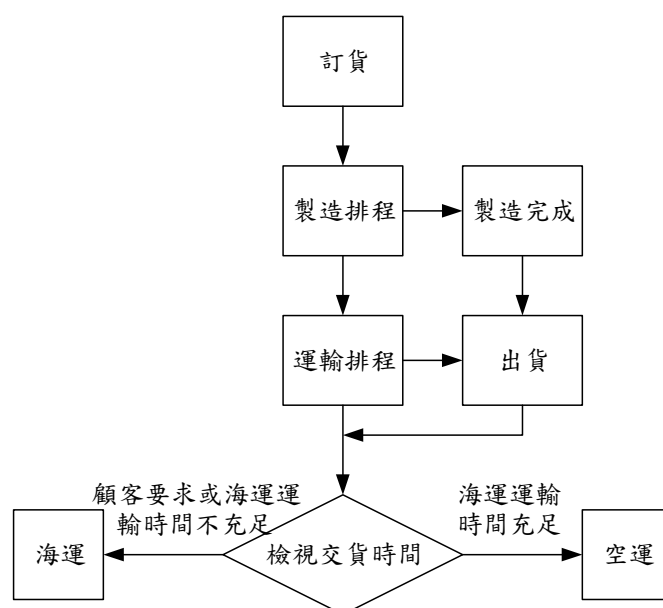 訂貨
製造排程
製造完成
運輸排程
出貨
顧客要求或海運運
輸時間不充足
海運運輸
時間充足
海運
檢視交貨時間
空運